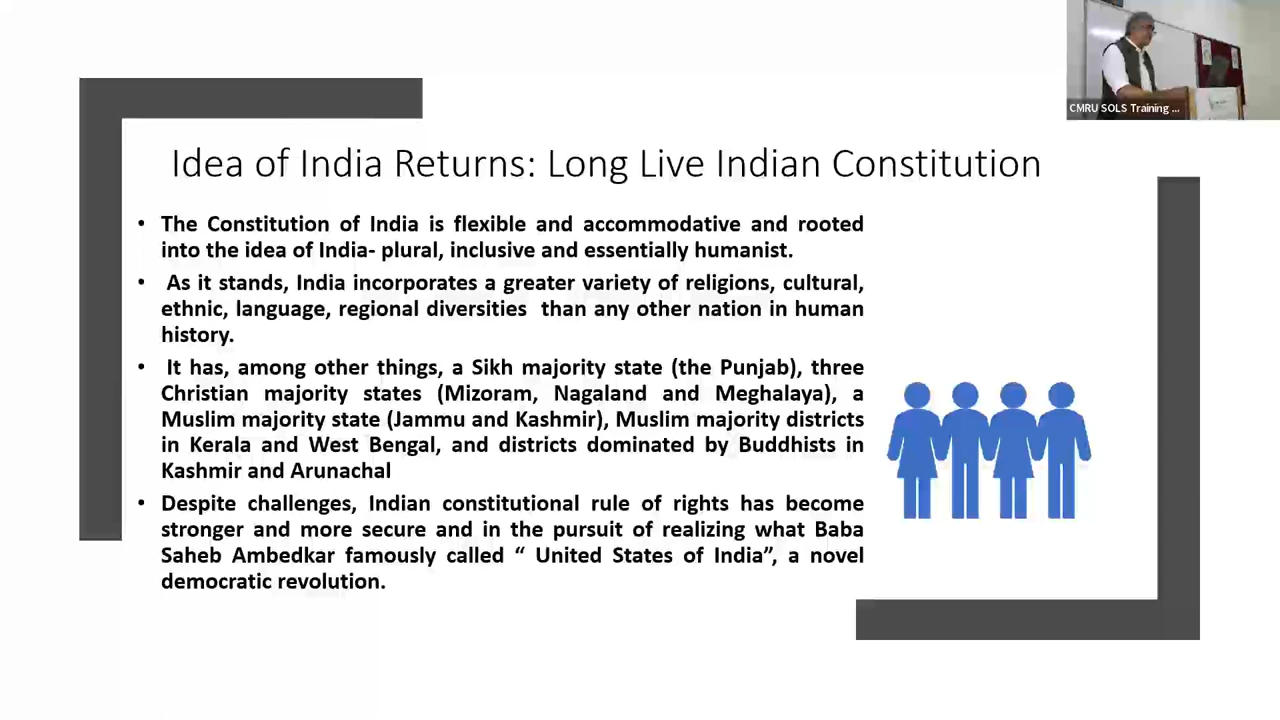 CMRU SOLS Training ...
Idea of India Returns: Long Live Indian Constitution
• The Constitution of India is flexible and accommodative and rooted
into the idea of India- plural, inclusive and essentially humanist.
• As it stands, India incorporates a greater variety of religions, cultural,
ethnic, language, regional diversities than any other nation in human
history.
• It has, among other things, a Sikh majority state (the Punjab), three
Christian majority states (Mizoram, Nagaland and Meghalaya), a
Muslim majority state (Jammu and Kashmir), Muslim majority districts
in Kerala and West Bengal, and districts dominated by Buddhists in
Kashmir and Arunachal
• Despite challenges, Indian constitutional rule of rights has become
stronger and more secure and in the pursuit of realizing what Baba
Saheb Ambedkar famously called “ United States of India”, a novel
democratic revolution.